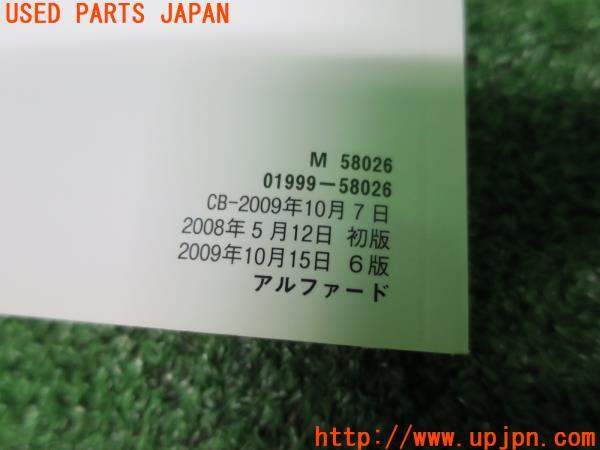 USED PARTS JAPAN
M 58026
01999－58026
CB-2009年10月7日
2008年5月12日 初版
2009年10月15日 6版
アルファード
http://www.upjpn.com/